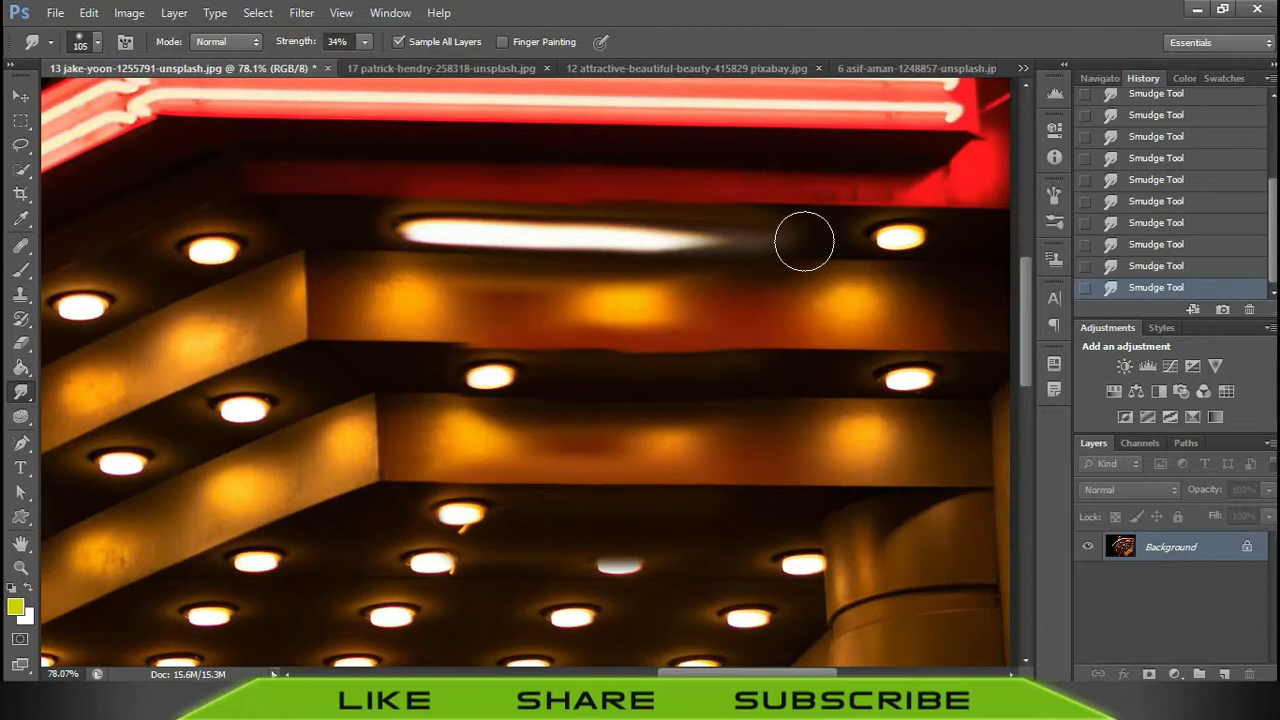 Ps File Edit Image Layer Type Select Filter View Window Help
105 Mode: Normal Strength: 34% Sample All Layers Finger Painting Essentials
13 jake-yoon-1255791-unsplash.jpg @ 78.1% (RGB/8) * × 17 patrick-hendry-258318-unsplash.jpg × 12 attractive-beautiful-beauty-415829 pixabay.jpg × 6 asif-aman-1248857-unsplash.jp
Navigato History Color Swatches
Smudge Tool
Smudge Tool
Smudge Tool
Smudge Tool
Smudge Tool
Smudge Tool
Smudge Tool
Smudge Tool
Smudge Tool
Smudge Tool
Adjustments Styles
Add an adjustment
Layers Channels Paths
Kind
Normal Opacity: 100%
Lock: Fill: 100%
Background
78.07% Doc: 15.6M/15.3M
LIKE SHARE SUBSCRIBE